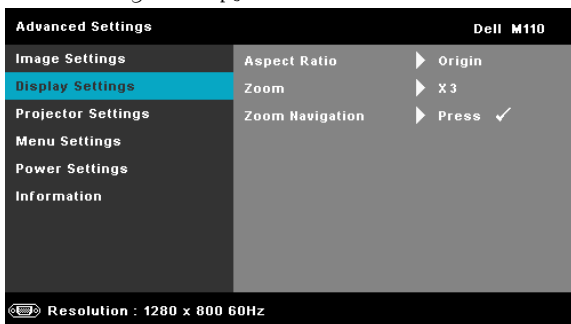 Advanced Settings Dell M110
Image Settings Aspect Ratio Origin
Display Settings Zoom X3
Projector Settings Zoom Navigation Press ✓
Menu Settings
Power Settings
Information
Resolution : 1280 x 800 60Hz